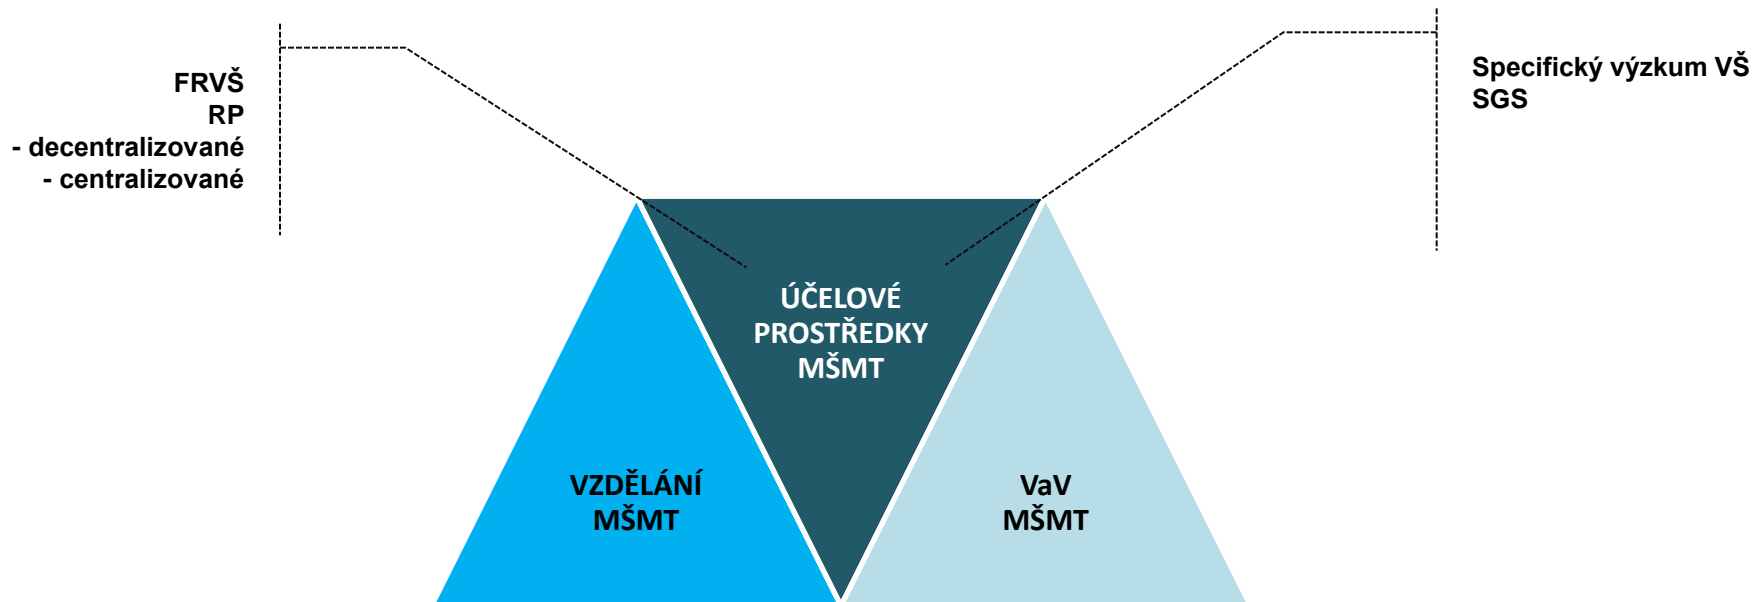 FRVŠ
RP
- decentralizované
- centralizované
Specifický výzkum VŠ
SGS
ÚČELOVÉ
PROSTŘEDKY
MŠMT
VZDĚLÁNÍ
MŠMT
VaV
MŠMT